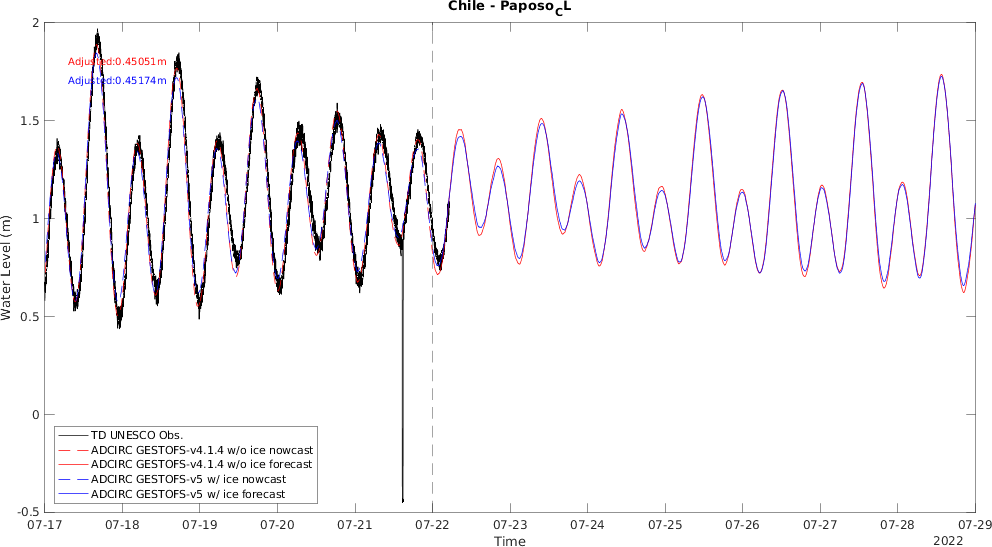 Chile - Paposo_CL
2
Adjusted:0.45051m
Adjusted:0.45174m
1.5
1
0.5
0
-0.5
Water Level (m)
TD UNESCO Obs.
ADCIRC GESTOFS-v4.1.4 w/o ice nowcast
ADCIRC GESTOFS-v4.1.4 w/o ice forecast
ADCIRC GESTOFS-v5 w/ ice nowcast
ADCIRC GESTOFS-v5 w/ ice forecast
07-17 07-18 07-19 07-20 07-21 07-22 07-23 07-24 07-25 07-26 07-27 07-28 07-29
Time
2022